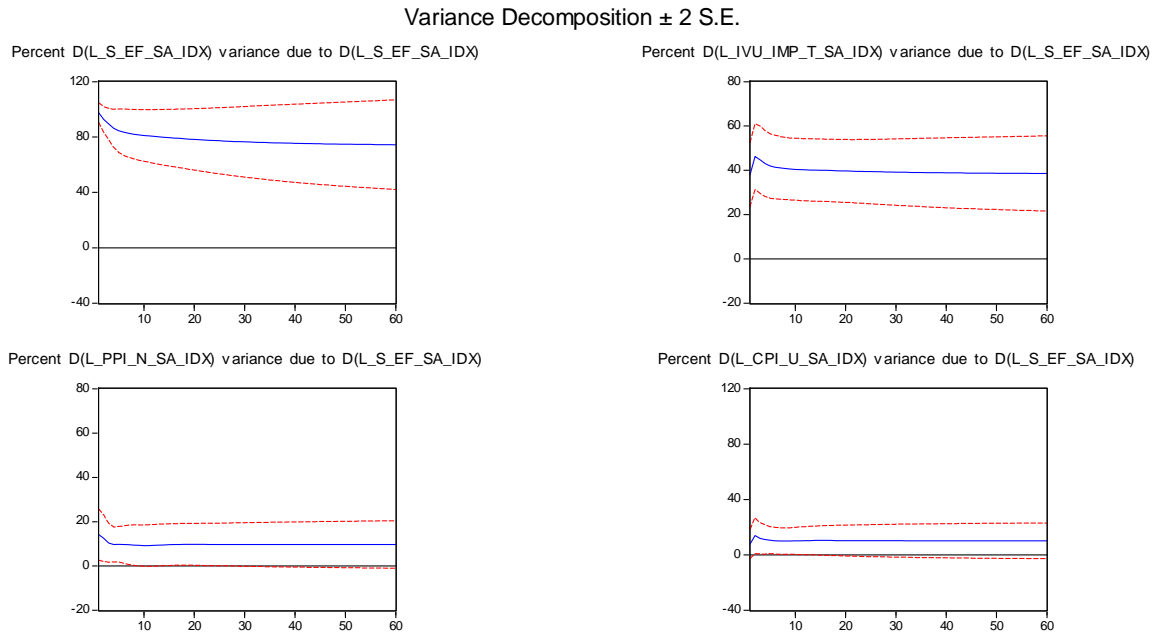 Variance Decomposition ± 2 S.E.
Percent D(L_S_EF_SA_IDX) variance due to D(L_S_EF_SA_IDX)
120
80
40
0
-40
10 20 30 40 50 60
Percent D(L_IVU_IMP_T_SA_IDX) variance due to D(L_S_EF_SA_IDX)
80
60
40
20
0
-20
10 20 30 40 50 60
Percent D(L_PPI_N_SA_IDX) variance due to D(L_S_EF_SA_IDX)
80
60
40
20
0
-20
10 20 30 40 50 60
Percent D(L_CPI_U_SA_IDX) variance due to D(L_S_EF_SA_IDX)
120
80
40
0
-40
10 20 30 40 50 60